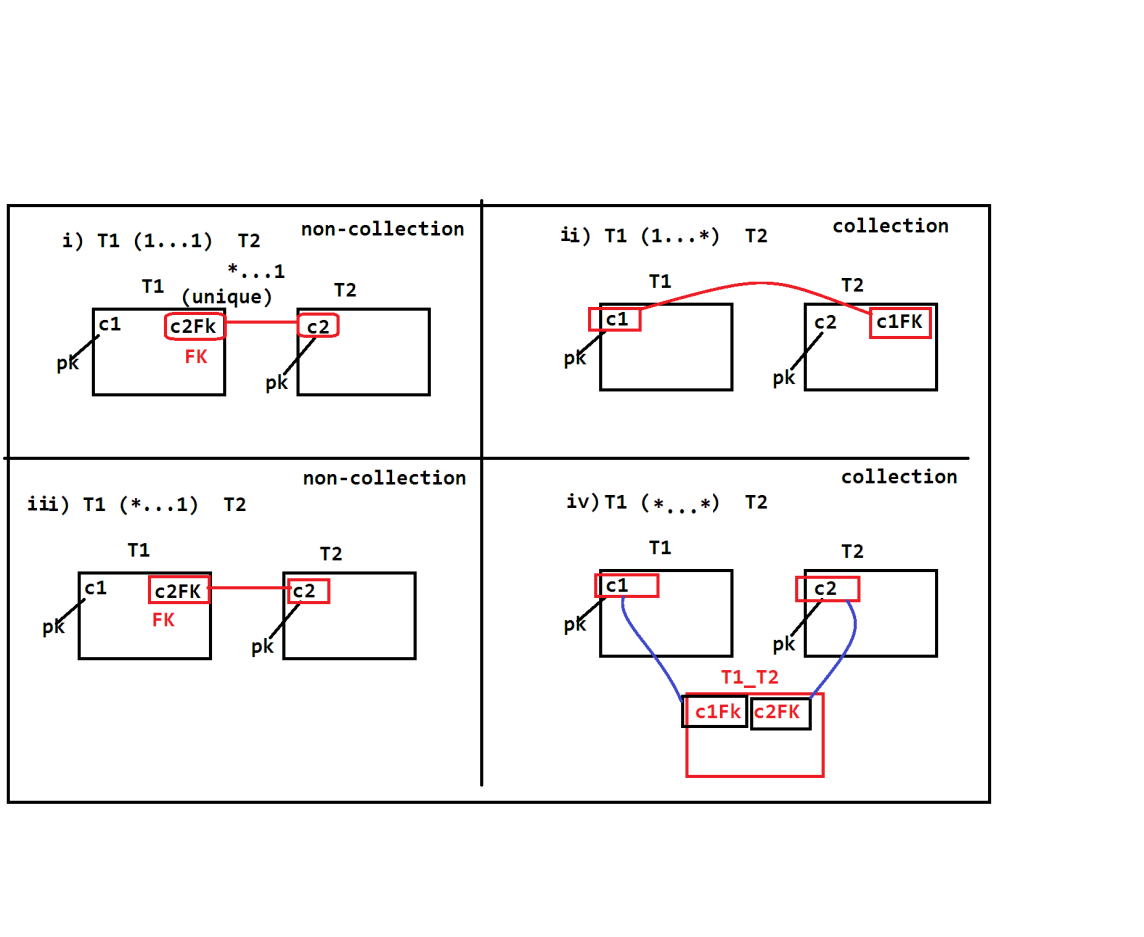 i) T1 (1...1) T2
non-collection
*...1
T1
(unique)
T2
c1
c2Fk
c2
FK
pk
pk
ii) T1 (1...*) T2
collection
T1
T2
c1
c2
c1FK
pk
pk
iii) T1 (*...1) T2
non-collection
T1
T2
c1
c2FK
c2
FK
pk
pk
iv) T1 (*...*) T2
collection
T1
T2
c1
c2
pk
pk
T1_T2
c1Fk
c2FK